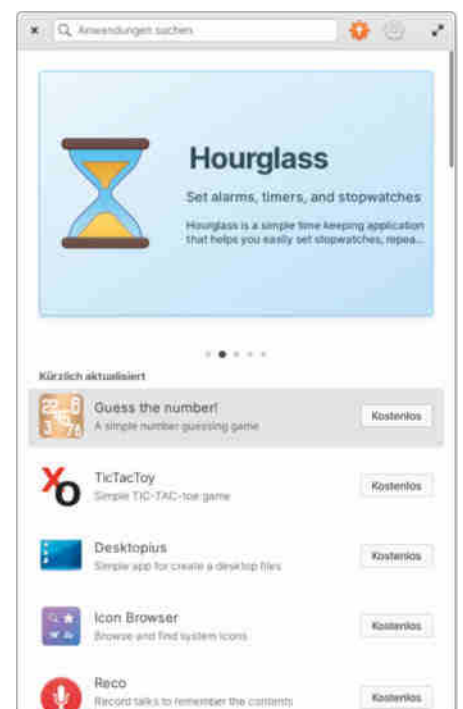 Anwendungen suchen
Hourglass
Set alarms, timers, and stopwatches
Hourglass is a simple time keeping application
that helps you easily set stopwatches, repea...
Kürzlich aktualisiert
Guess the number!
A simple number guessing game
Kostenlos
TicTacToy
Simple TIC-TAC-toe game
Kostenlos
Desktopius
Simple app for create a desktop files
Kostenlos
Icon Browser
Browse and find system icons
Kostenlos
Reco
Record talks to remember the contents
Kostenlos